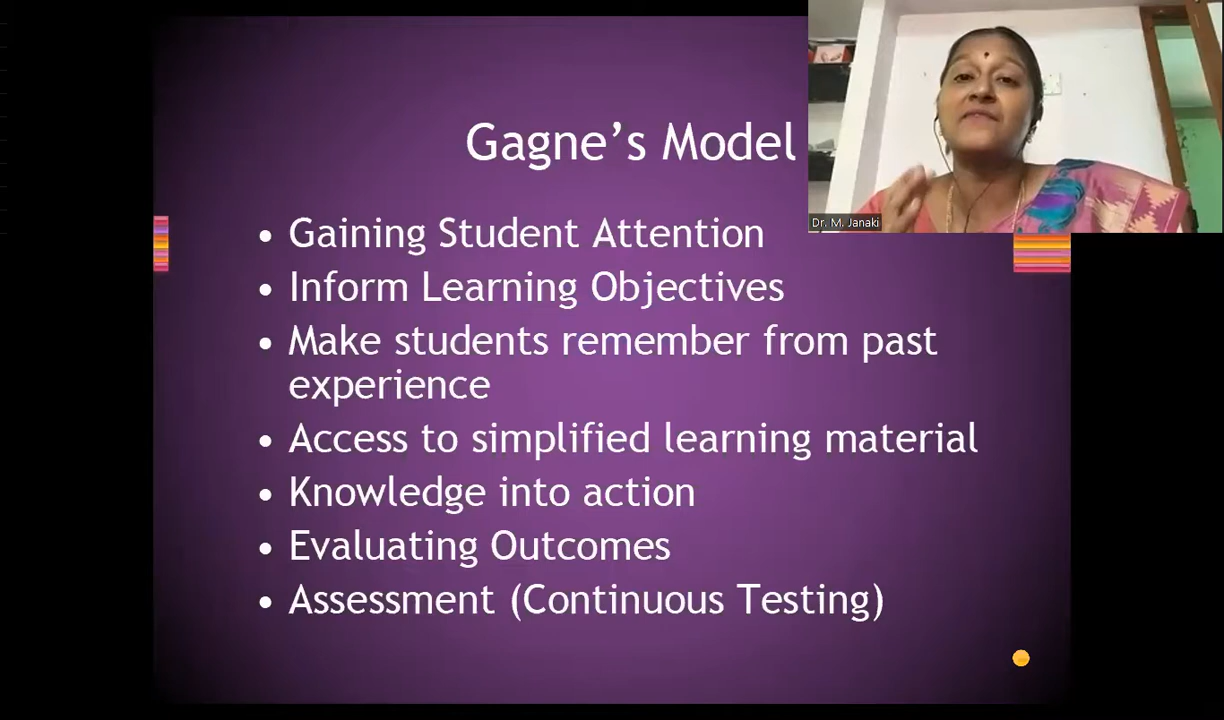 Gagne’s Model
Dr. M. Janaki
• Gaining Student Attention
• Inform Learning Objectives
• Make students remember from past
experience
• Access to simplified learning material
• Knowledge into action
• Evaluating Outcomes
• Assessment (Continuous Testing)